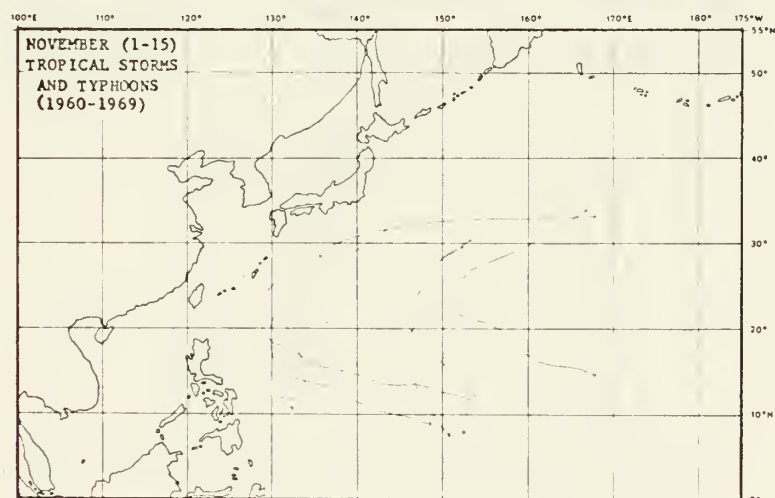 100°E 110° 120° 130° 140° 150° 160° 170°E 180° 175°W
NOVEMBER (1-15)
TROPICAL STORMS
AND TYPHOONS
(1960-1969)
55°N
50°
40°
30°
20°
10°N